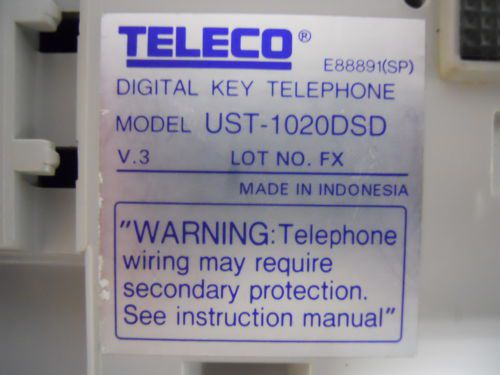 TELECO®
E88891(SP)
DIGITAL KEY TELEPHONE
MODEL UST-1020DSD
V.3 LOT NO. FX
MADE IN INDONESIA
"WARNING: Telephone
wiring may require
secondary protection.
See instruction manual"